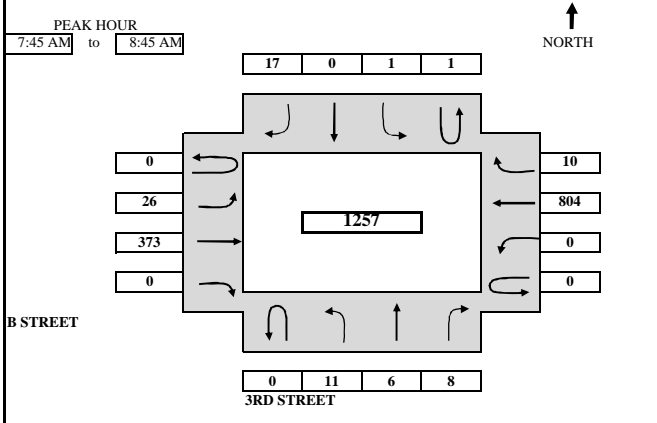 PEAK HOUR
7:45 AM to 8:45 AM
NORTH
17 0 1 1
0 10
26 804
1257
373 0
0 0
B STREET
0 11 6 8
3RD STREET